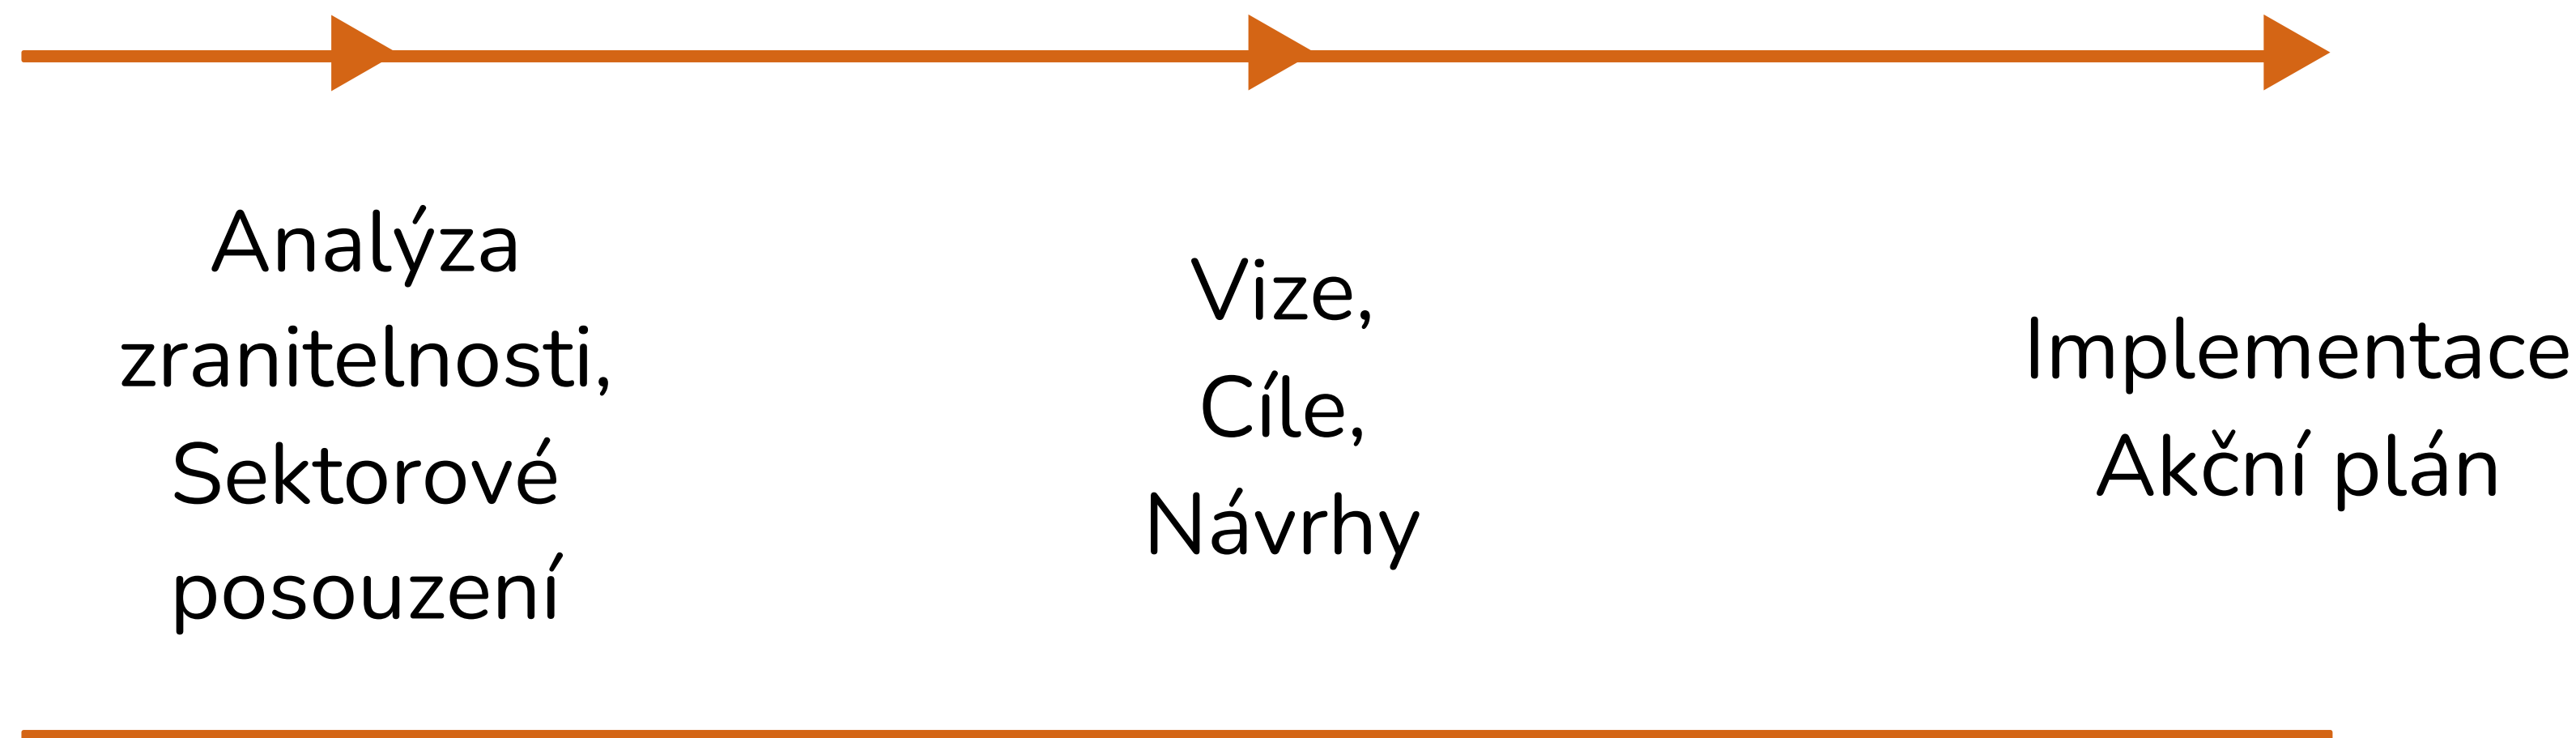 Analýza
zranitelnosti,
Sektorové
posouzení
Vize,
Cíle,
Návrhy
Implementace
Akční plán